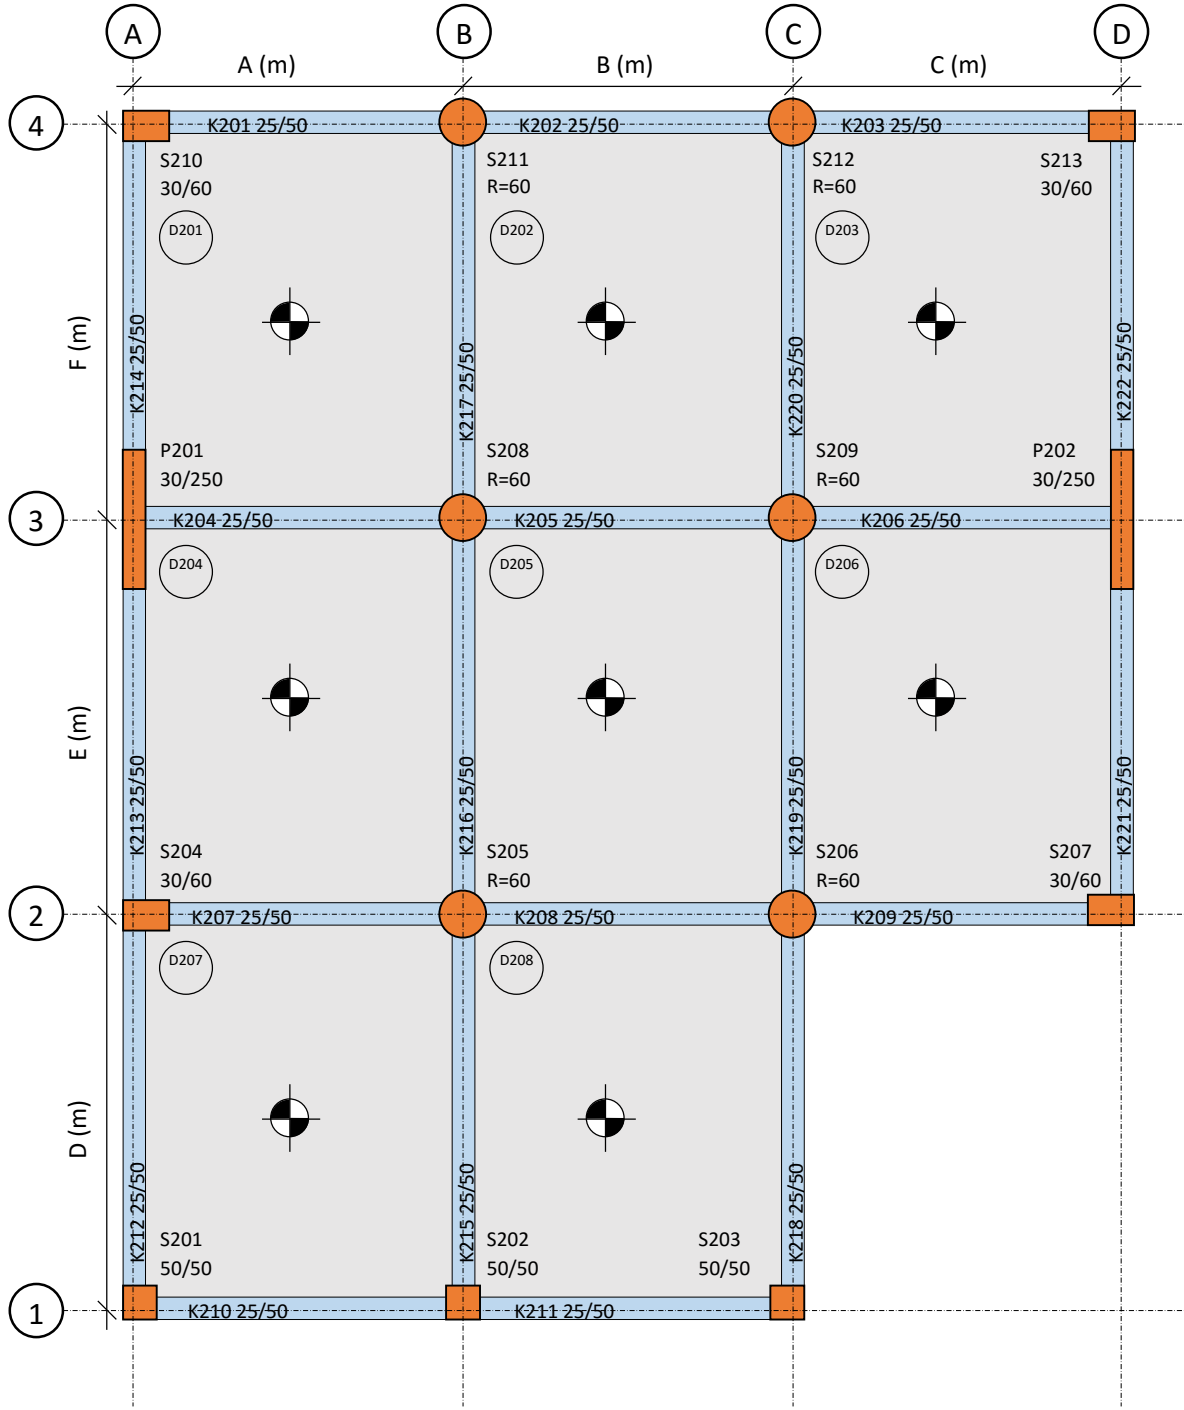 A
B
C
D
A (m)
B (m)
C (m)
4
K201 25/50
K202 25/50
K203 25/50
S210
30/60
S211
R=60
S212
R=60
S213
30/60
D201
D202
D203
F (m)
K214 25/50
K217 25/50
K220 25/50
K222 25/50
P201
30/250
S208
R=60
S209
R=60
P202
30/250
3
K204 25/50
K205 25/50
K206 25/50
D204
D205
D206
E (m)
K213 25/50
K216 25/50
K219 25/50
K221 25/50
S204
30/60
S205
R=60
S206
R=60
S207
30/60
2
K207 25/50
K208 25/50
K209 25/50
D207
D208
D (m)
K212 25/50
K215 25/50
K218 25/50
S201
50/50
S202
50/50
S203
50/50
1
K210 25/50
K211 25/50